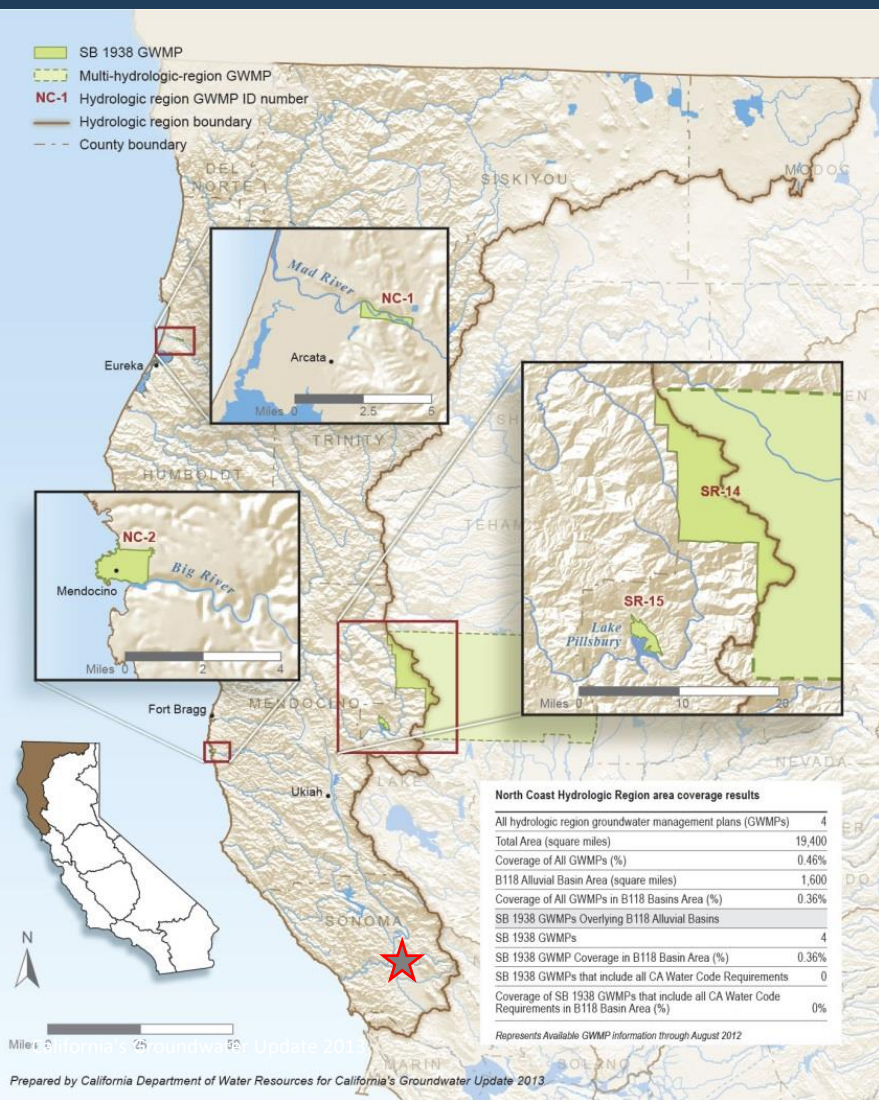 SB 1938 GWMP
Multi-hydrologic-region GWMP
NC-1 Hydrologic region GWMP ID number
Hydrologic region boundary
County boundary
DEL
NORTE
SISKIYOU
MODOC
Mad River
NC-1
Arcata
Miles 0 2.5 5
Eureka
TRINITY
HUMBOLDT
TEHAM
SH
EN
SR-14
SR-15
Lake
Pillsbury
Miles 0 10 20
NC-2
Big River
Mendocino
Miles 0 2 4
Fort Bragg
MENDOCINO
NEVADA
LAKE
Ukiah
North Coast Hydrologic Region area coverage results
All hydrologic region groundwater management plans (GWMPs) 4
Total Area (square miles) 19,400
Coverage of All GWMPs (%) 0.46%
B118 Alluvial Basin Area (square miles) 1,600
Coverage of All GWMPs in B118 Basins Area (%) 0.36%
SB 1938 GWMPs Overlying B118 Alluvial Basins
SB 1938 GWMPs 4
SB 1938 GWMP Coverage in B118 Basin Area (%) 0.36%
SB 1938 GWMPs that include all CA Water Code Requirements 0
Coverage of SB 1938 GWMPs that include all CA Water Code
Requirements in B118 Basin Area (%) 0%
Represents Available GWMP information through August 2012
ER
DO
SONOMA
N
Miles 0 25 50
California's Groundwater Update 2013
MARIN
SOLANO
Prepared by California Department of Water Resources for California's Groundwater Update 2013